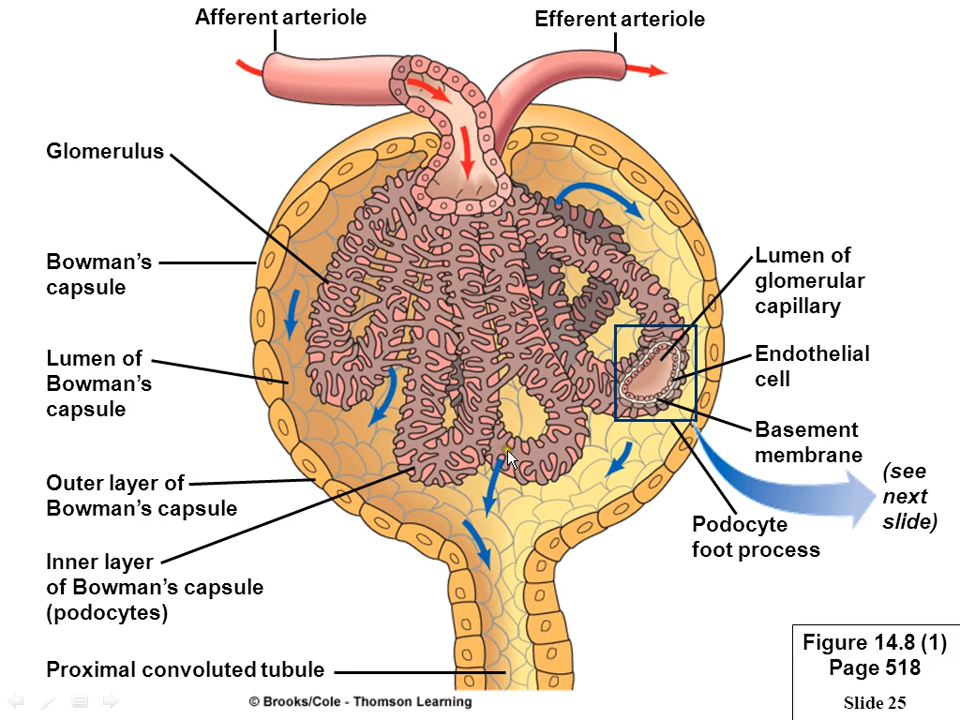 Afferent arteriole
Efferent arteriole
Glomerulus
Bowman's
capsule
Lumen of
Bowman's
capsule
Outer layer of
Bowman's capsule
Inner layer
of Bowman's capsule
(podocytes)
Proximal convoluted tubule
Lumen of
glomerular
capillary
Endothelial
cell
Basement
membrane
(see
next
slide)
Podocyte
foot process
Figure 14.8 (1)
Page 518
Slide 25
© Brooks/Cole - Thomson Learning